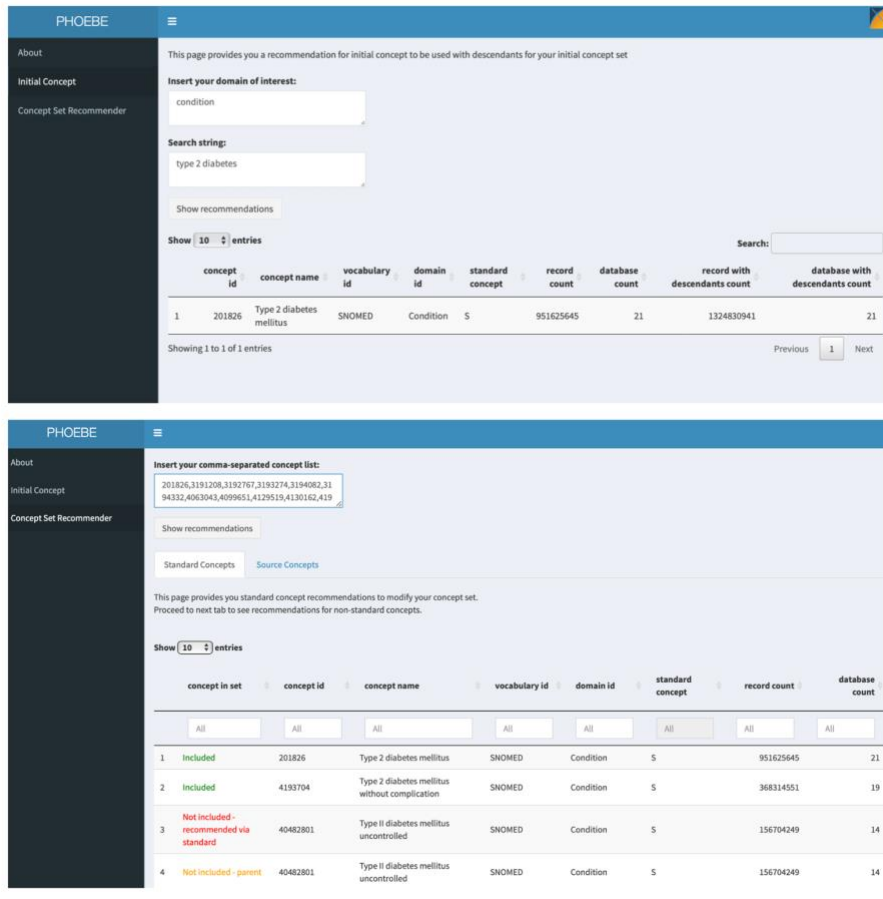 PHOEBE
About
Initial Concept
Concept Set Recommender
This page provides you a recommendation for initial concept to be used with descendants for your initial concept set
Insert your domain of interest:
condition
Search string:
type 2 diabetes
Show recommendations
Show 10 entries
Search:
concept id concept name vocabulary id domain id standard concept record count database count record with descendants count database with descendants count
1 201826 Type 2 diabetes mellitus SNOMED Condition S 951625645 21 1324830941 21
Showing 1 to 1 of 1 entries
Previous 1 Next
PHOEBE
About
Initial Concept
Concept Set Recommender
Insert your comma-separated concept list:
201826,3191208,3192767,3193274,3194082,31
94332,4063043,4099651,4129519,4130162,419
Show recommendations
Standard Concepts Source Concepts
This page provides you standard concept recommendations to modify your concept set.
Proceed to next tab to see recommendations for non-standard concepts.
Show 10 entries
concept in set concept id concept name vocabulary id domain id standard concept record count database count
All All All All All All All All
1 Included 201826 Type 2 diabetes mellitus SNOMED Condition S 951625645 21
2 Included 4193704 Type 2 diabetes mellitus without complication SNOMED Condition S 368314551 19
3 Not included - recommended via standard 40482801 Type II diabetes mellitus uncontrolled SNOMED Condition S 156704249 14
4 Not included - parent 40482801 Type II diabetes mellitus uncontrolled SNOMED Condition S 156704249 14